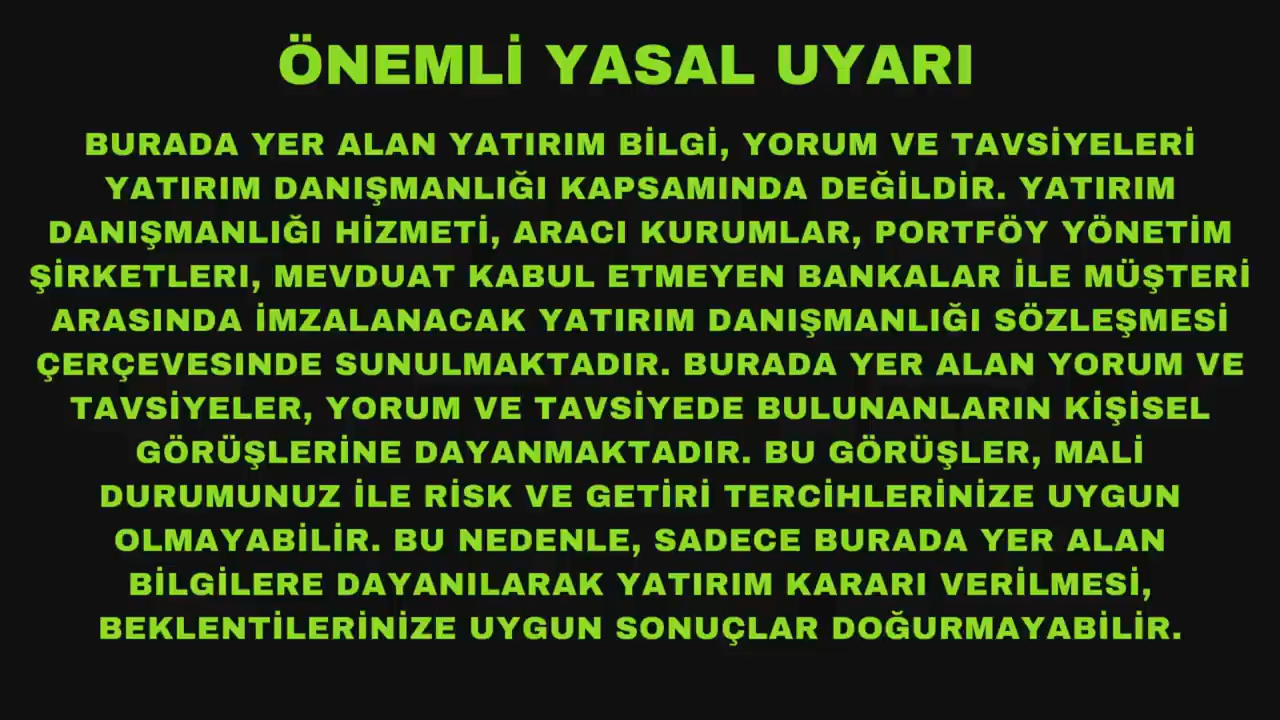 ÖNEMLİ YASAL UYARI
BURADA YER ALAN YATIRIM BİLGİ, YORUM VE TAVSİYELERİ
YATIRIM DANIŞMANLIĞI KAPSAMINDA DEĞİLDİR. YATIRIM
DANIŞMANLIĞI HİZMETİ, ARACI KURUMLAR, PORTFÖY YÖNETİM
ŞİRKETLERI, MEVDUAT KABUL ETMEYEN BANKALAR İLE MÜŞTERİ
ARASINDA İMZALANACAK YATIRIM DANIŞMANLIĞI SÖZLEŞMESİ
ÇERÇEVESINDE SUNULMAKTADIR. BURADA YER ALAN YORUM VE
TAVSİYELER, YORUM VE TAVSİYEDE BULUNANLARIN KİŞİSEL
GÖRÜŞLERİNE DAYANMAKTADIR. BU GÖRÜŞLER, MALİ
DURUMUNUZ İLE RİSK VE GETİRİ TERCİHLERİNİZE UYGUN
OLMAYABİLİR. BU NEDENLE, SADECE BURADA YER ALAN
BİLGİLERE DAYANILARAK YATIRIM KARARI VERİLMESİ,
BEKLENTİLERİNİZE UYGUN SONUÇLAR DOĞURMAYABİLİR.